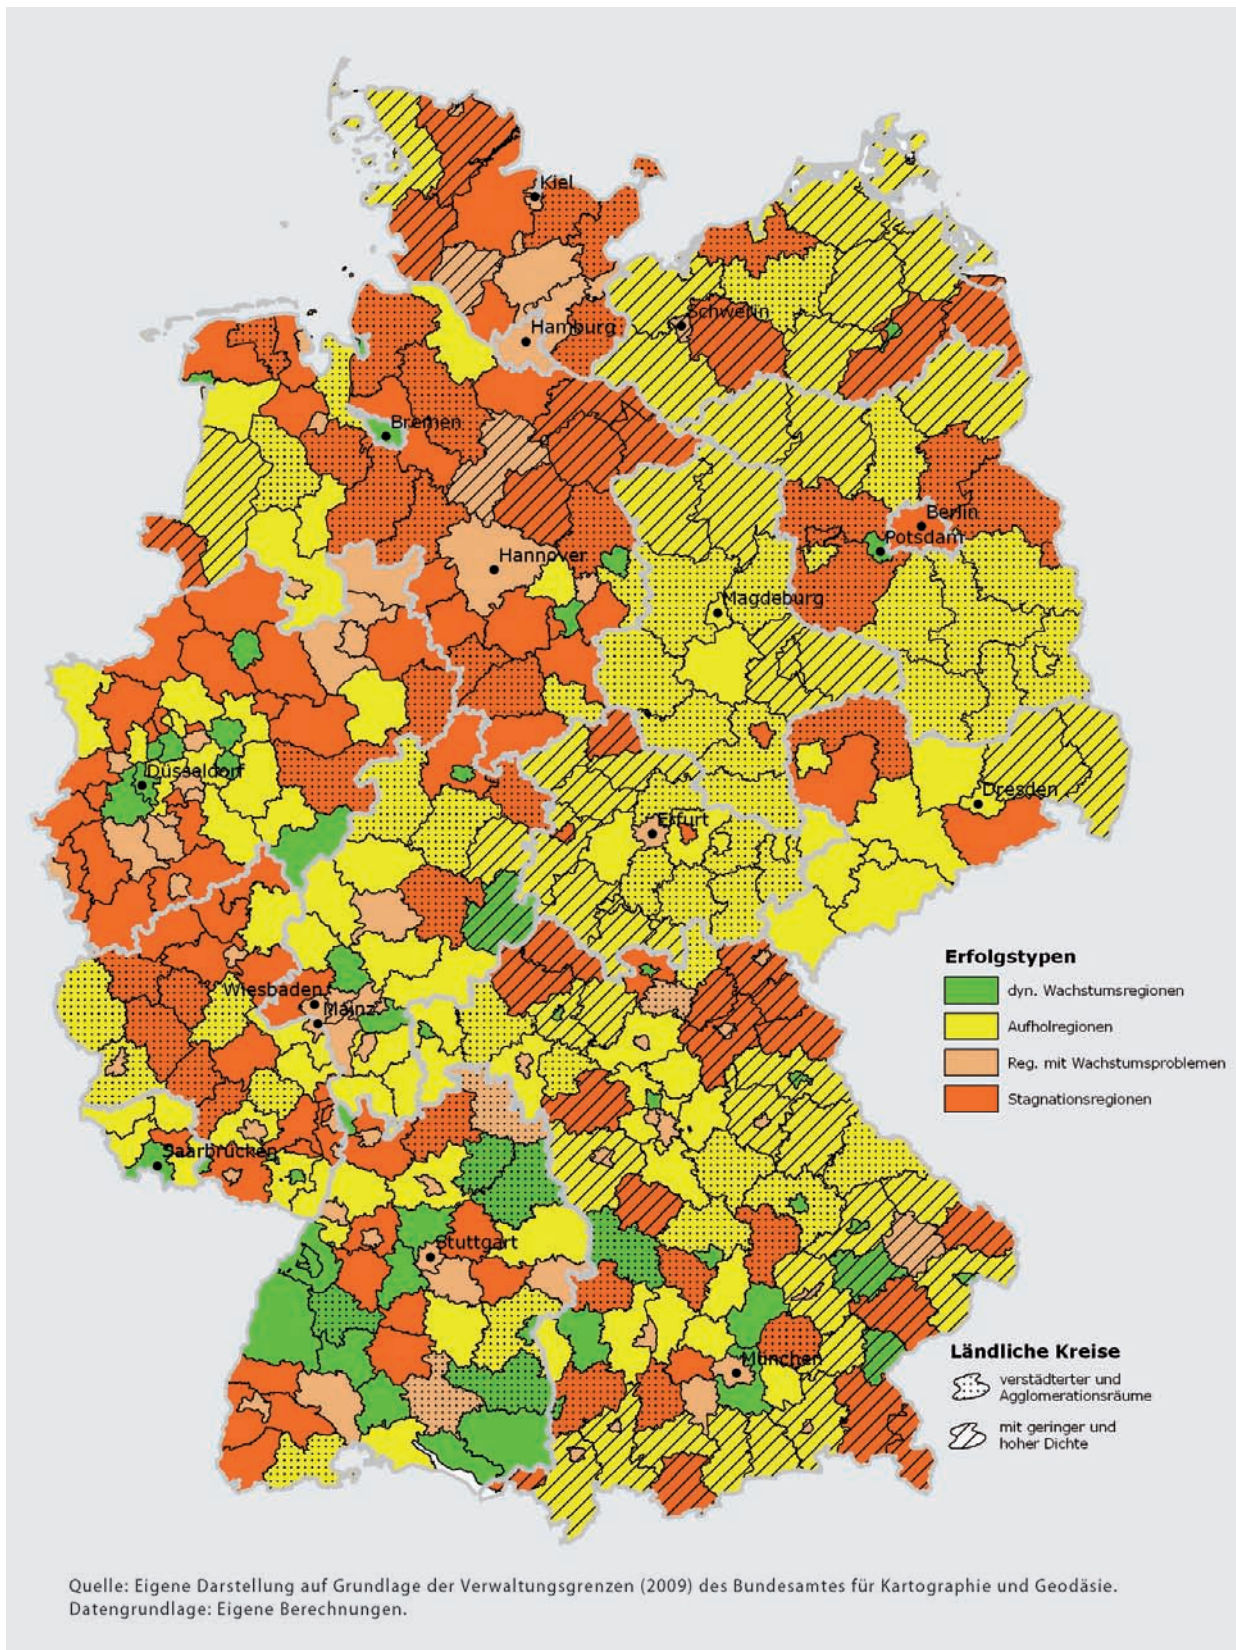 Kiel
Schwerin
Hamburg
Bremen
Berlin
Potsdam
Hannover
Magdeburg
Düsseldorf
Dresden
Erfurt
Wiesbaden
Mainz
Saarbrücken
Stuttgart
München
Erfolgstypen
dyn. Wachstumsregionen
Aufholregionen
Reg. mit Wachstumsproblemen
Stagnationsregionen
Ländliche Kreise
verstädterter und
Agglomerationsräume
mit geringer und
hoher Dichte
Quelle: Eigene Darstellung auf Grundlage der Verwaltungsgrenzen (2009) des Bundesamtes für Kartographie und Geodäsie.
Datengrundlage: Eigene Berechnungen.